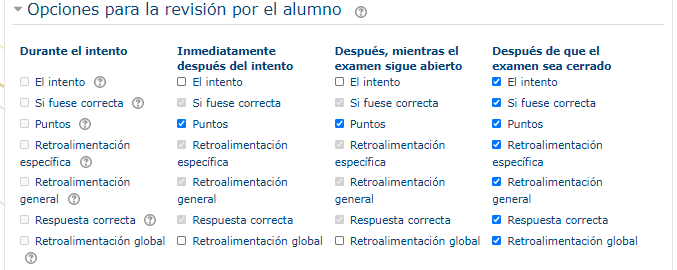 Opciones para la revisión por el alumno
Durante el intento
El intento
Si fuese correcta
Puntos
Retroalimentación
específica
Retroalimentación
general
Respuesta correcta
Retroalimentación global
Inmediatamente
después del intento
El intento
Si fuese correcta
Puntos
Retroalimentación
específica
Retroalimentación
general
Respuesta correcta
Retroalimentación global
Después, mientras el
examen sigue abierto
El intento
Si fuese correcta
Puntos
Retroalimentación
específica
Retroalimentación
general
Respuesta correcta
Retroalimentación global
Después de que el
examen sea cerrado
El intento
Si fuese correcta
Puntos
Retroalimentación
específica
Retroalimentación
general
Respuesta correcta
Retroalimentación global